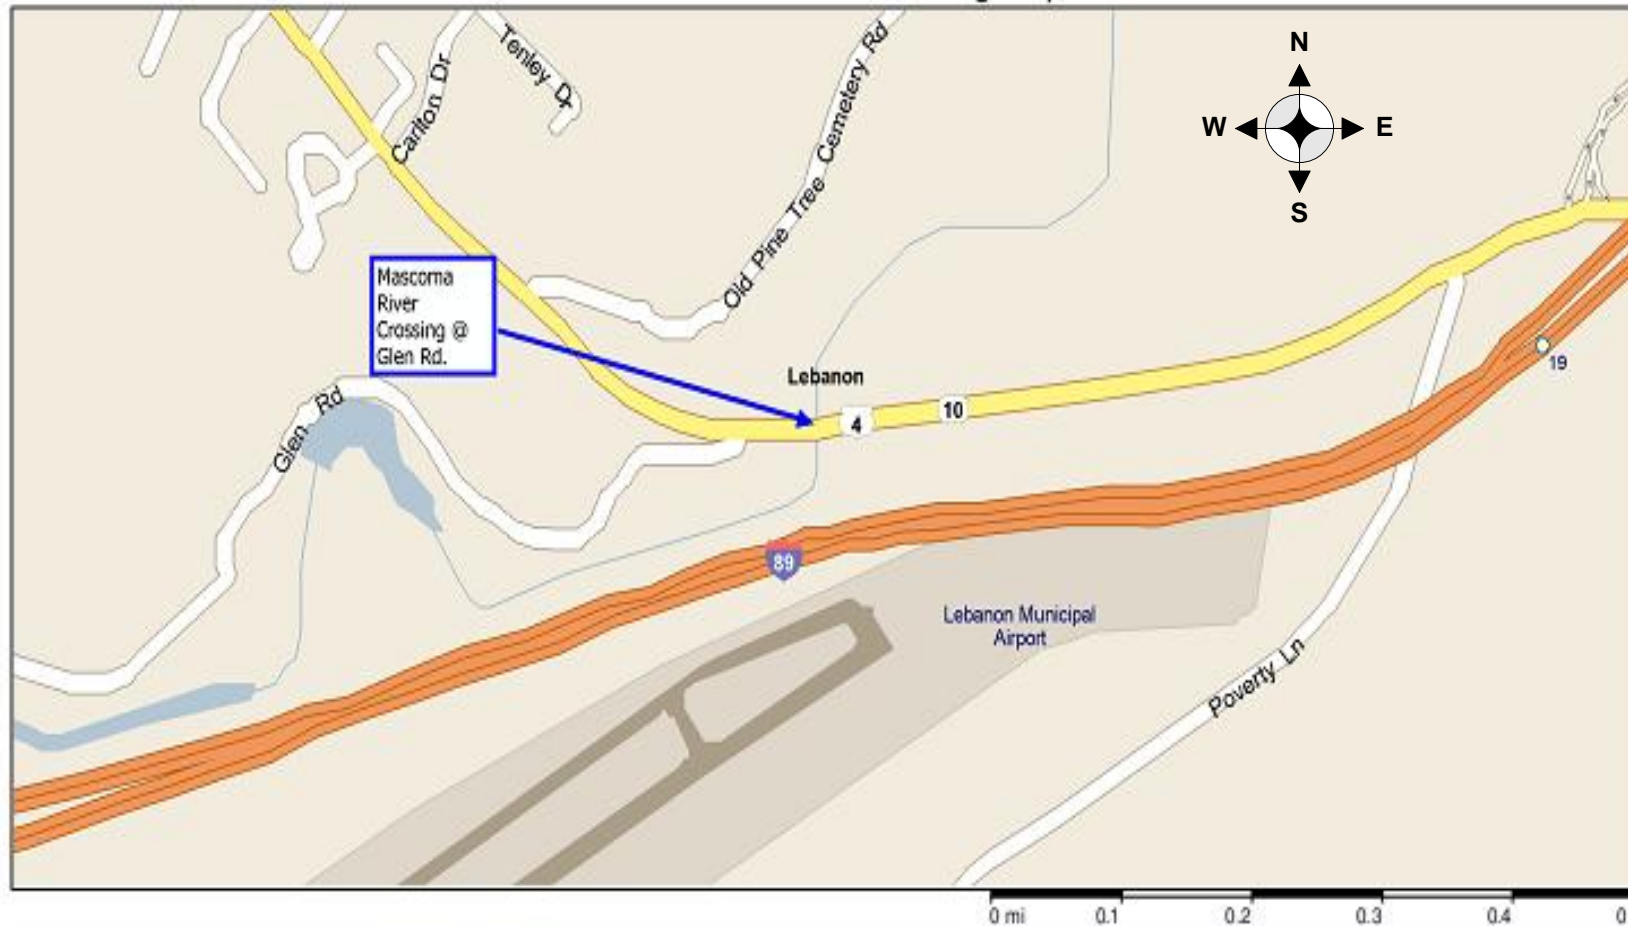 N
W E
S
Tenley Dr
Carlton Dr
Old Pine Tree Cemetery Rd
Mascoma
River
Crossing @
Glen Rd.
Lebanon
4
10
19
Glen Rd
89
Lebanon Municipal
Airport
Poverty Ln
0 mi 0.1 0.2 0.3 0.4